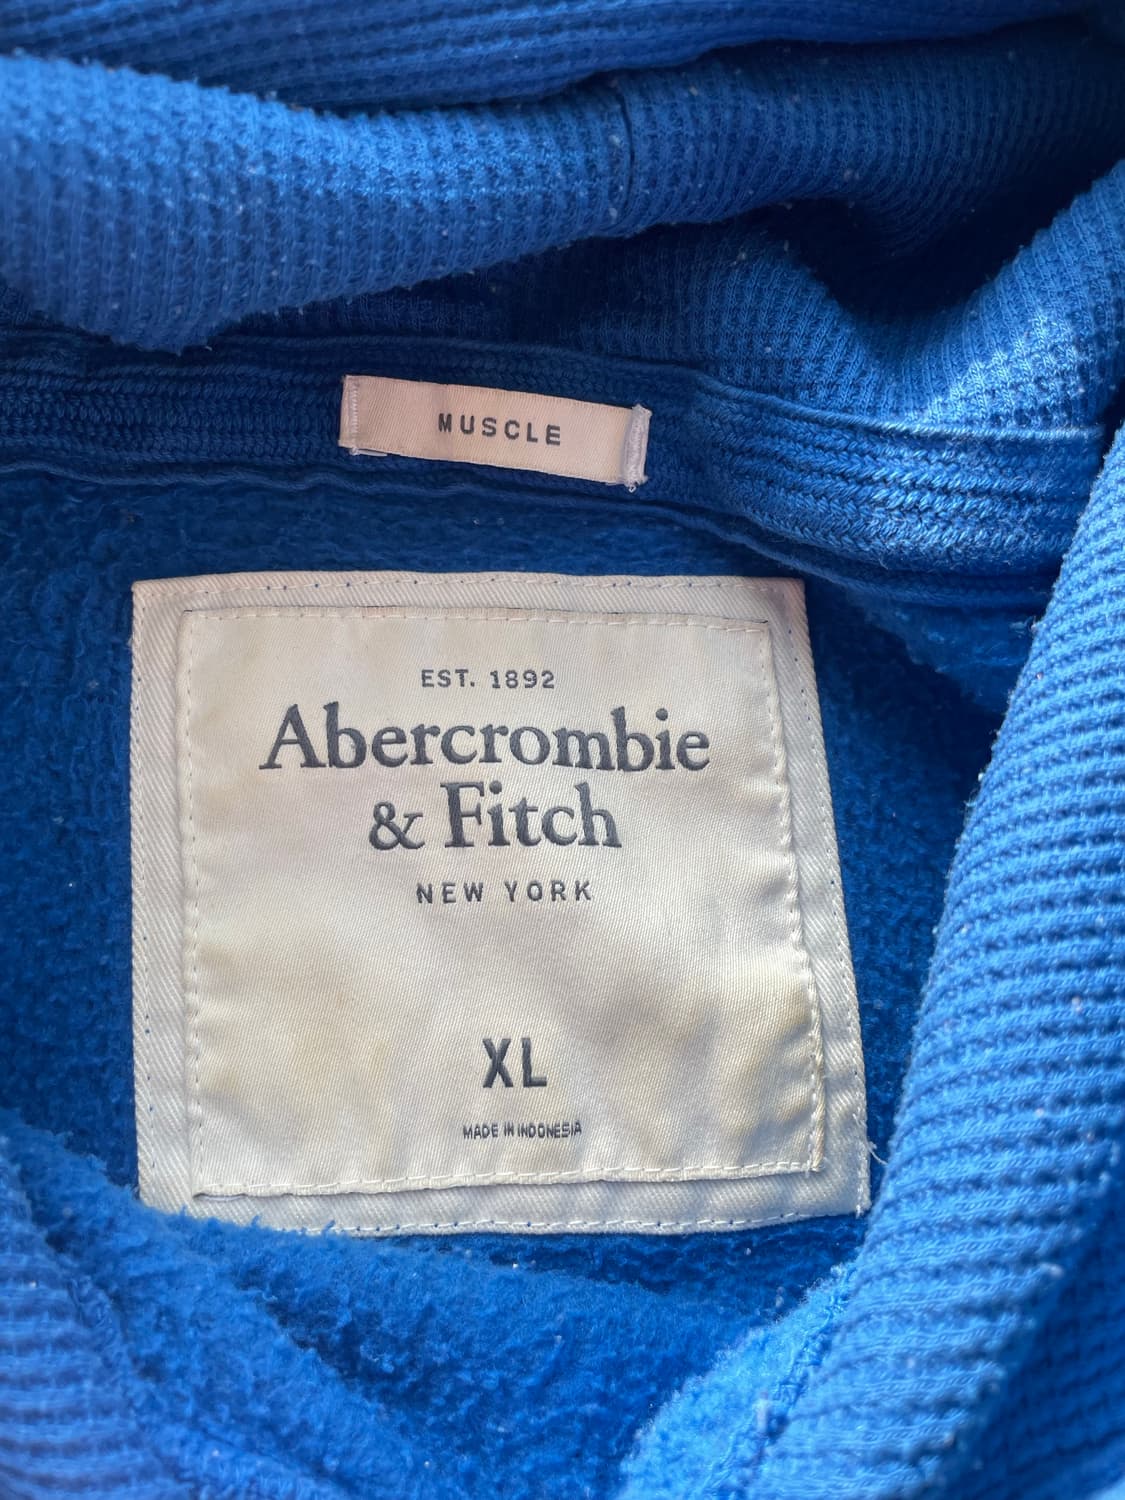 MUSCLE
EST. 1892
Abercrombie
& Fitch
NEW YORK
XL
MADE IN INDONESIA